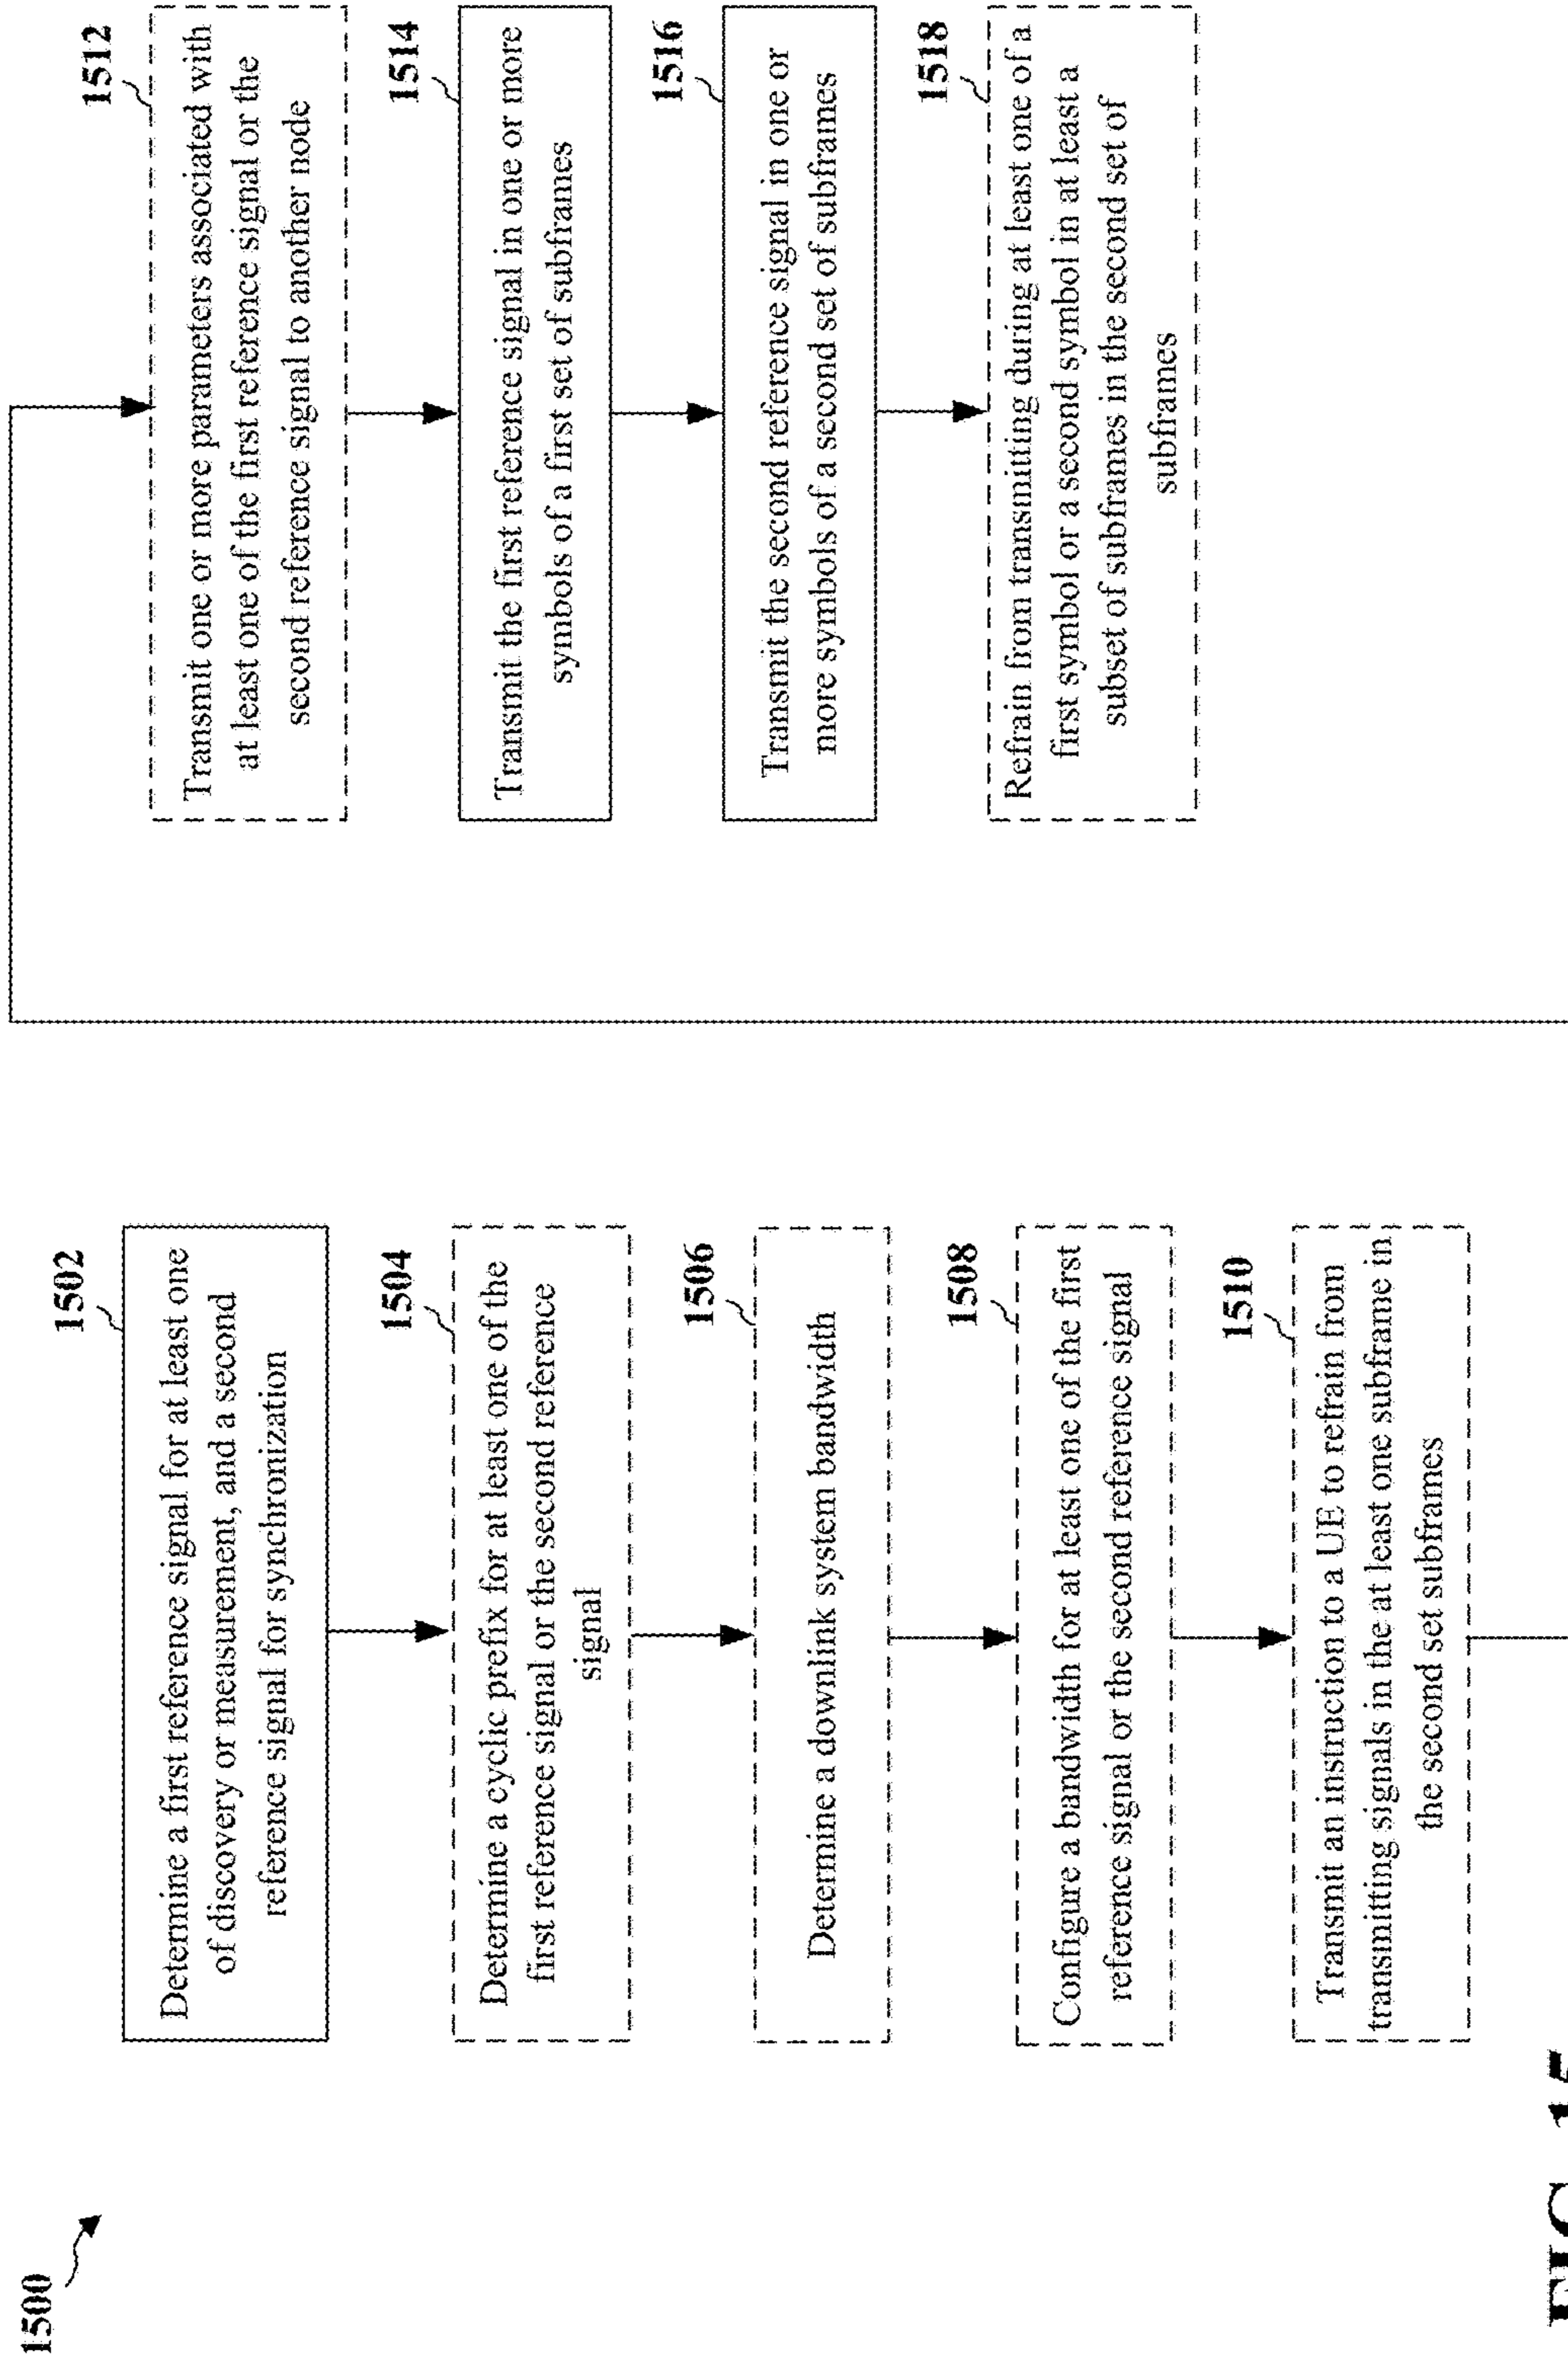 1500
1502
Determine a first reference signal for at least one
of discovery or measurement, and a second
reference signal for synchronization
1504
Determine a cyclic prefix for at least one of the
first reference signal or the second reference
signal
1506
Determine a downlink system bandwidth
1508
Configure a bandwidth for at least one of the first
reference signal or the second reference signal
1510
Transmit an instruction to a UE to refrain from
transmitting signals in the at least one subframe in
the second set subframes
1512
Transmit one or more parameters associated with
at least one of the first reference signal or the
second reference signal to another node
1514
Transmit the first reference signal in one or more
symbols of a first set of subframes
1516
Transmit the second reference signal in one or
more symbols of a second set of subframes
1518
Refrain from transmitting during at least one of a
first symbol or a second symbol in at least a
subset of subframes in the second set of
subframes
FIG. 15